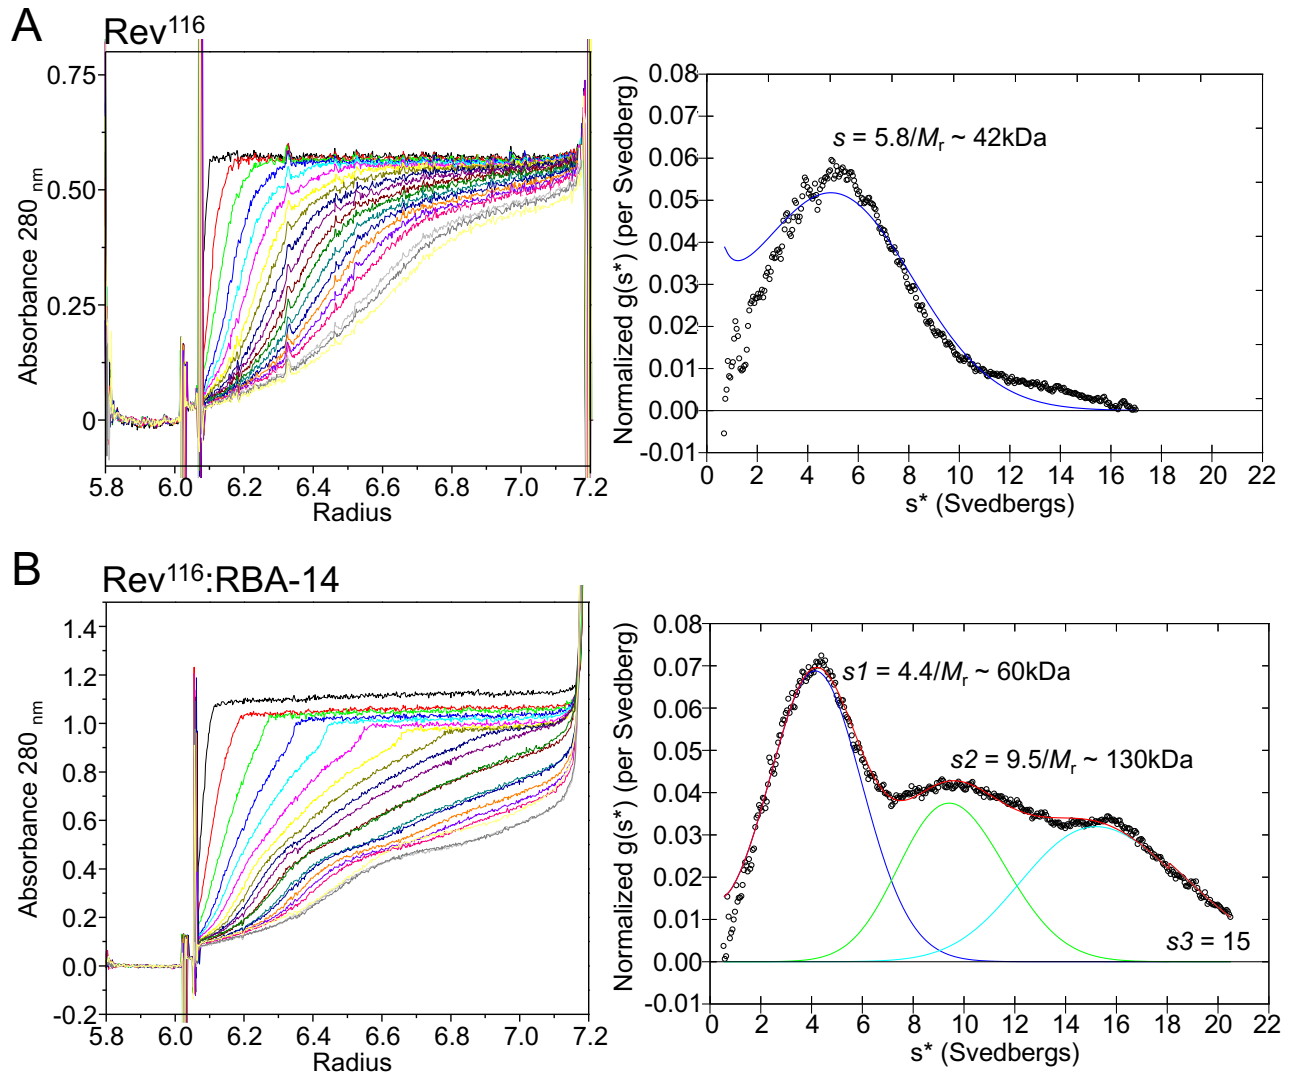 A
Rev¹¹⁶
0.75
0.50
0.25
0
Absorbance 280 nm
5.8 6.0 6.2 6.4 6.6 6.8 7.0 7.2
Radius
0.08
0.07
0.06
0.05
0.04
0.03
0.02
0.01
0.00
-0.01
Normalized g(s*) (per Svedberg)
s = 5.8/Mr ~ 42kDa
0 2 4 6 8 10 12 14 16 18 20 22
s* (Svedbergs)
B
Rev¹¹⁶:RBA-14
1.4
1.2
1.0
0.8
0.6
0.4
0.2
0.0
-0.2
Absorbance 280 nm
5.8 6.0 6.2 6.4 6.6 6.8 7.0 7.2
Radius
0.08
0.07
0.06
0.05
0.04
0.03
0.02
0.01
0.00
-0.01
Normalized g(s*) (per Svedberg)
s1 = 4.4/Mr ~ 60kDa
s2 = 9.5/Mr ~ 130kDa
s3 = 15
0 2 4 6 8 10 12 14 16 18 20 22
s* (Svedbergs)